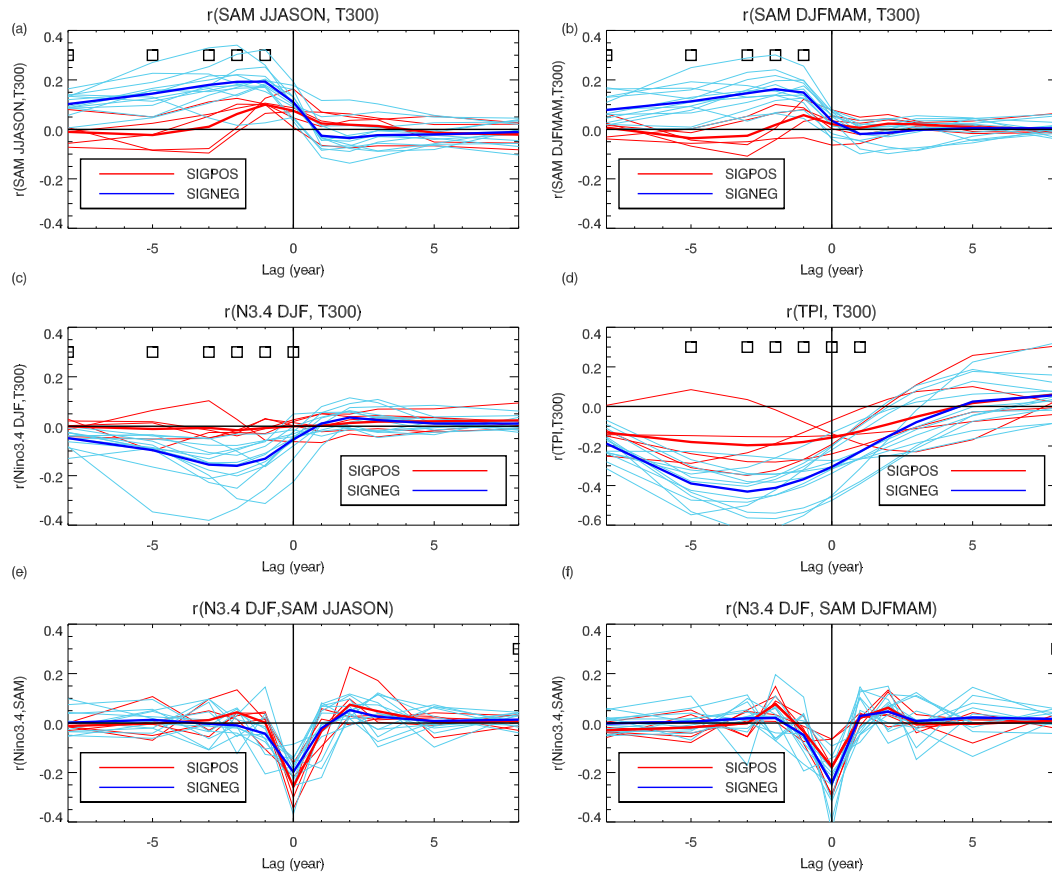 (a)
r(SAM JJASON, T300)
r(SAM JJASON,T300)
0.4
0.2
0.0
-0.2
-0.4
SIGPOS
SIGNEG
-5
0
5
Lag (year)
(b)
r(SAM DJFMAM, T300)
r(SAM DJFMAM,T300)
0.4
0.2
0.0
-0.2
-0.4
SIGPOS
SIGNEG
-5
0
5
Lag (year)
(c)
r(N3.4 DJF, T300)
r(Nino3.4 DJF,T300)
0.4
0.2
0.0
-0.2
-0.4
SIGPOS
SIGNEG
-5
0
5
Lag (year)
(d)
r(TPI, T300)
r(TPI,T300)
0.4
0.2
0.0
-0.2
-0.4
-0.6
SIGPOS
SIGNEG
-5
0
5
Lag (year)
(e)
r(N3.4 DJF,SAM JJASON)
r(Nino3.4,SAM)
0.4
0.2
0.0
-0.2
-0.4
SIGPOS
SIGNEG
-5
0
5
Lag (year)
(f)
r(N3.4 DJF, SAM DJFMAM)
r(Nino3.4,SAM)
0.4
0.2
0.0
-0.2
-0.4
SIGPOS
SIGNEG
-5
0
5
Lag (year)